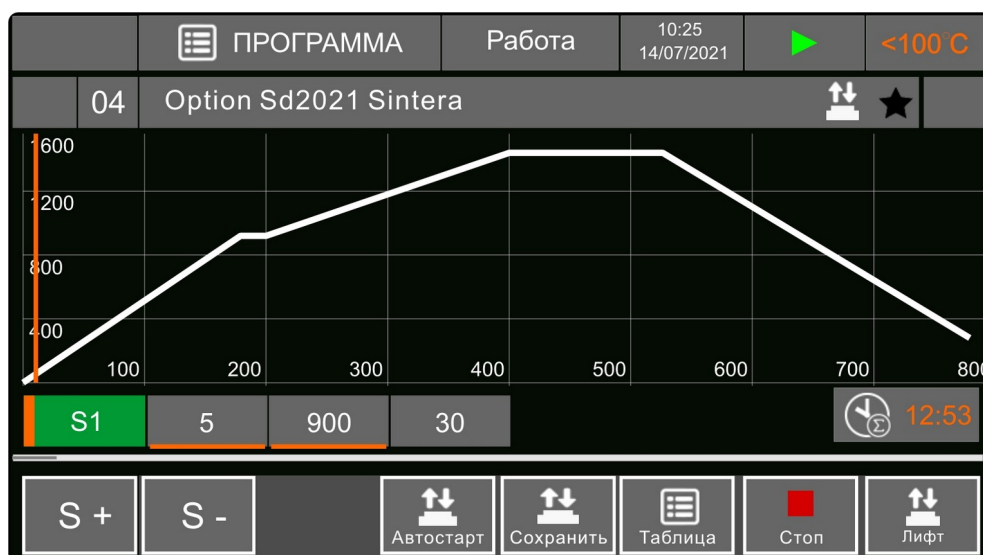 ПРОГРАММА
Работа
10:25
14/07/2021
<100°C
04
Option Sd2021 Sintera
1600
1200
800
400
100
200
300
400
500
600
700
800
S1
5
900
30
Σ
12:53
S +
S -
Автостарт
Сохранить
Таблица
Стоп
Лифт